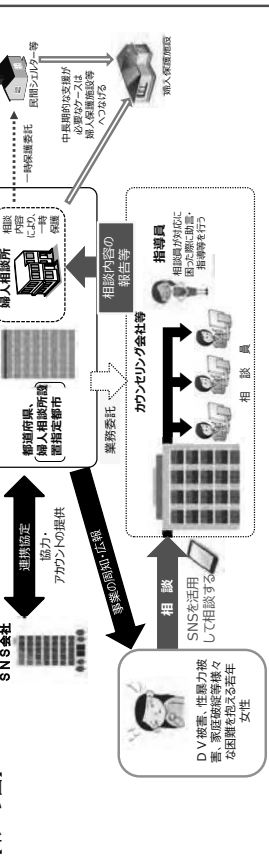 SNS会社
連携協定
協力・
アカウントの提供
都道府県、
婦人相談所設
置指定都市
婦人相談所
相談
内容
により、
一時
保護
一時保護委託
民間シェルター等
中長期的な支援が
必要なケースは
婦人保護施設等
へつなげる
婦人保護施設
事業の周知・広報
業務委託
相談内容の
報告等
カウンセリング会社等
指導員
相談員が対応に
困った際に助言・
指導等を行う
相 談 員
相 談
SNSを活用
して相談する
DV被害、性暴力被
害、家庭破綻等様々
な困難を抱える若年
女性